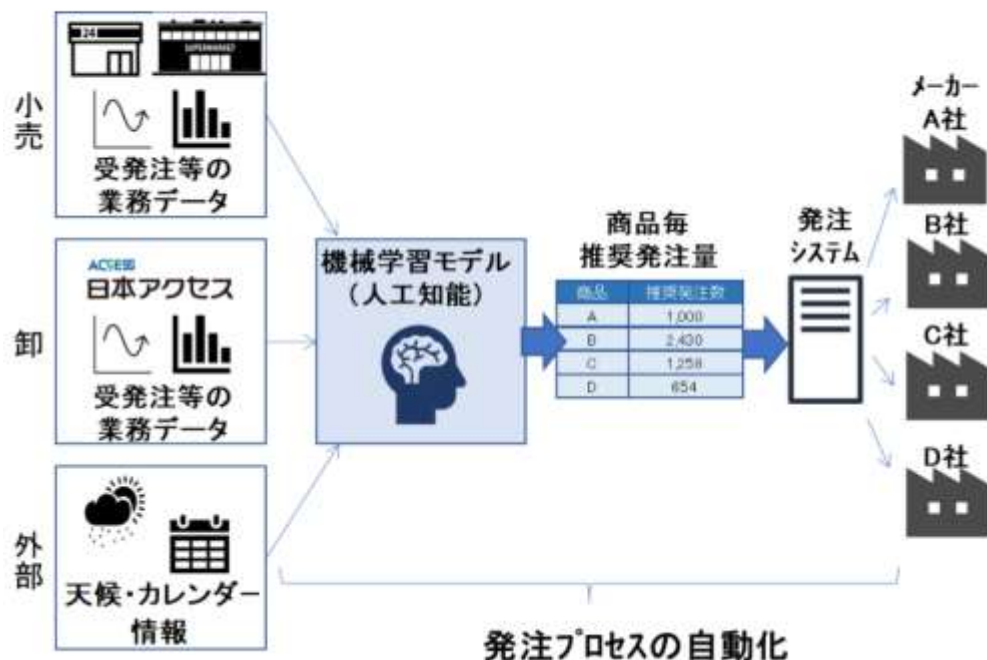 24
SUPERMARKET
小売
受発注等の
業務データ
ACCESS
日本アクセス
卸
受発注等の
業務データ
外部
天候・カレンダー
情報
機械学習モデル
(人工知能)
商品毎
推奨発注量
商品 推奨発注数
A 1,000
B 2,430
C 1,258
D 654
発注
システム
メーカー
A社
B社
C社
D社
発注プロセスの自動化